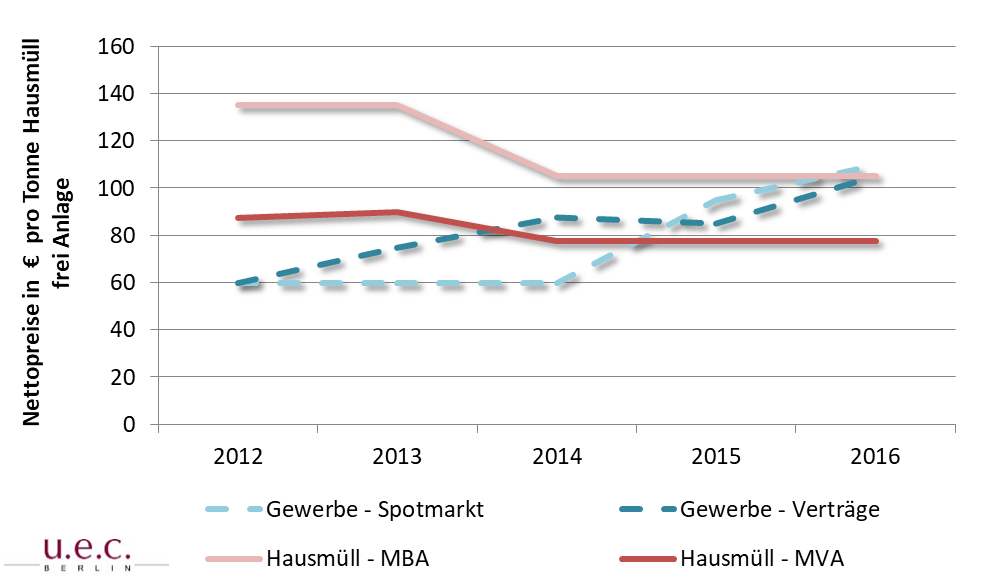 Nettopreise in € pro Tonne Hausmüll
frei Anlage
160
140
120
100
80
60
40
20
0
2012 2013 2014 2015 2016
Gewerbe - Spotmarkt Gewerbe - Verträge
Hausmüll - MBA Hausmüll - MVA
u.e.c.
BERLIN